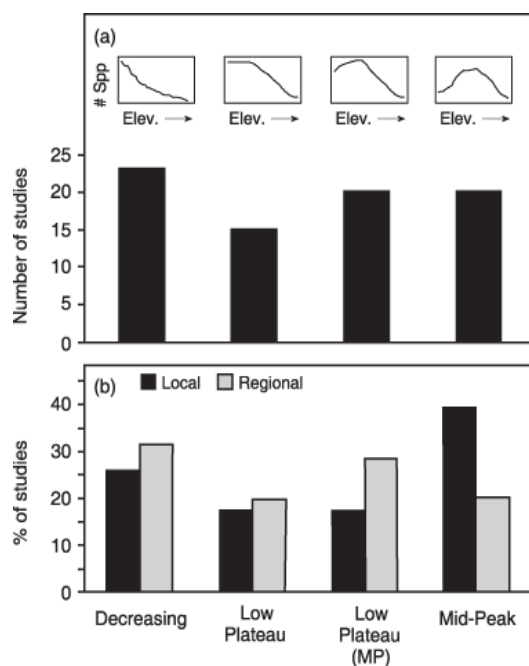 (a)
# Spp
Elev. → Elev. → Elev. → Elev. →
Number of studies
25
20
15
10
5
0
(b)
Local Regional
% of studies
40
30
20
10
0
Decreasing
Low
Plateau
Low
Plateau
(MP)
Mid-Peak